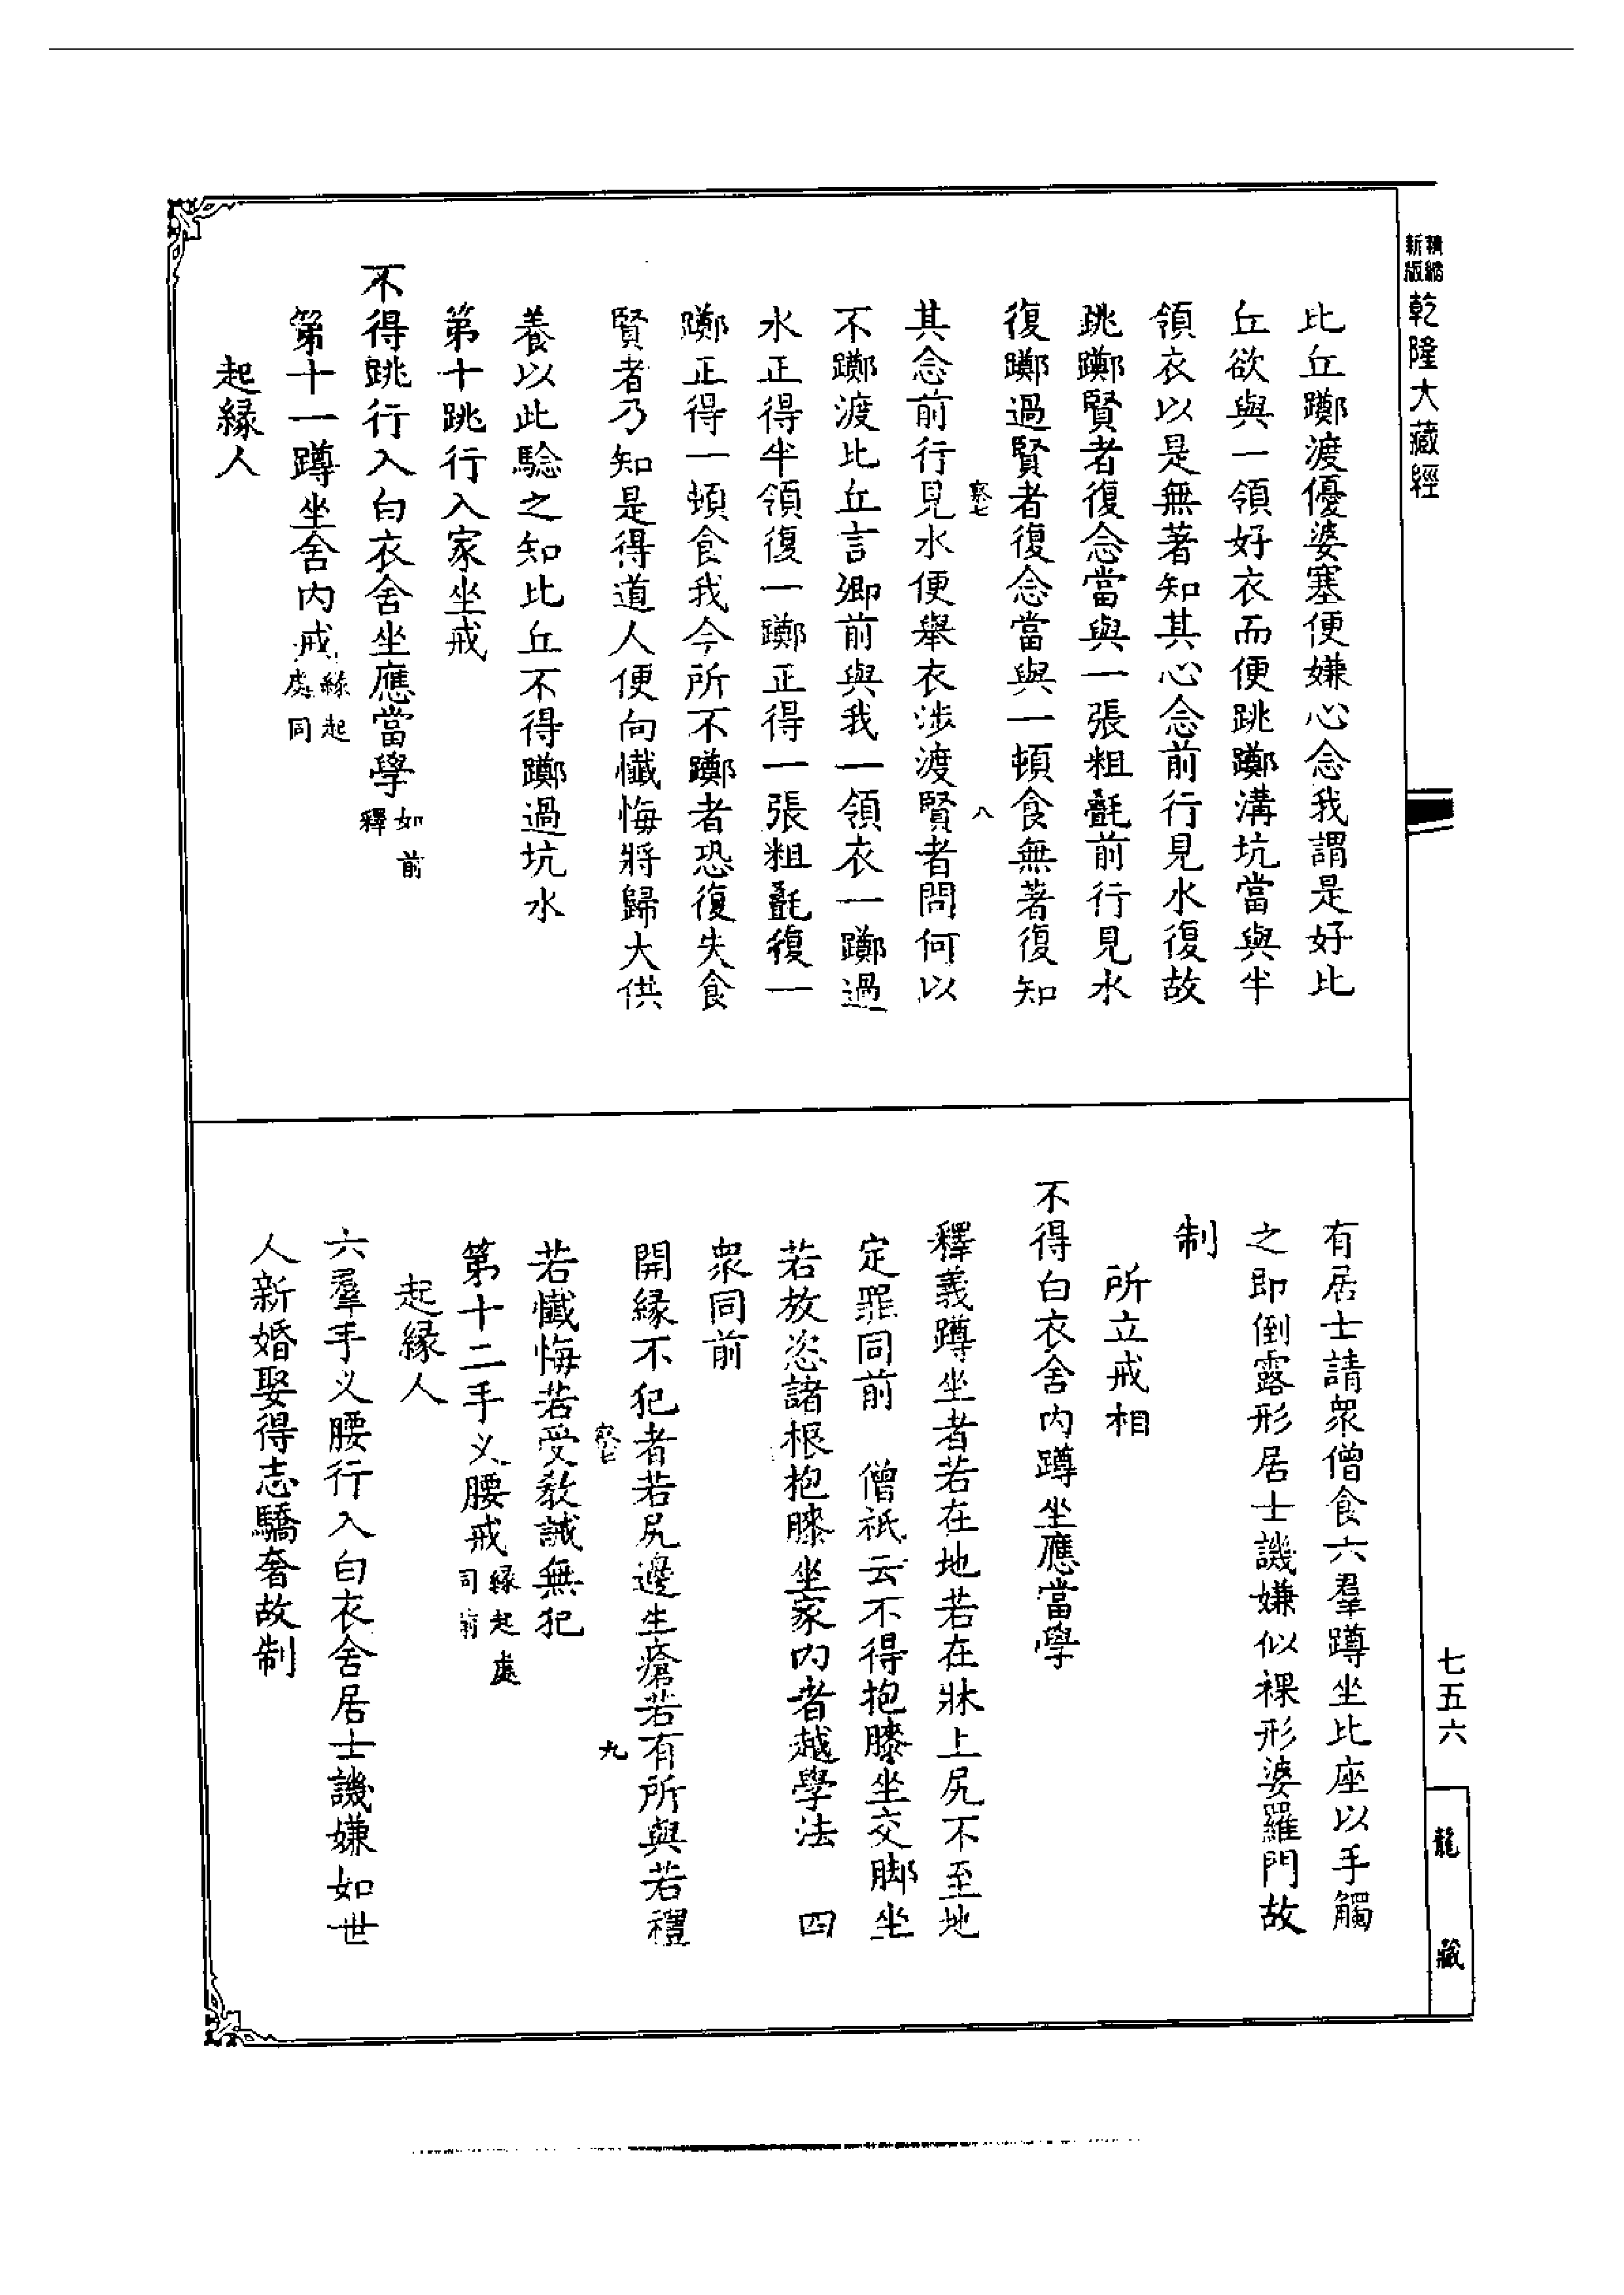 精縮
新版
乾隆大藏經
比丘躑渡優婆塞便嫌心念我謂是好比
丘欲與一領好衣而便跳躑溝坑當與半
領衣以是無著知其心念前行見水復故
跳躑賢者復念當與一張粗㲲前行見水
復躑過賢者復念當與一頓食無著復知
八
其念前行見水便舉衣涉渡賢者問何以
不躑渡比丘言卿前與我一領衣一躑過
水正得半領復一躑正得一張粗㲲復一
躑正得一頓食我今所不躑者恐復失食
賢者乃知是得道人便向懺悔將歸大供
養以此騐之知比丘不得躑過坑水
第十跳行入家坐戒
不得跳行入白衣舍坐應當學如前釋
第十一蹲坐舍內戒緣起處同
起緣人
有居士請眾僧食六羣蹲坐比座以手觸
之即倒露形居士譏嫌似裸形婆羅門故
制
所立戒相
不得白衣舍內蹲坐應當學
釋義蹲坐者若在地若在牀上尻不至地
定罪同前 僧祇云不得抱膝坐交脚坐
若放恣諸根抱膝坐家內者越學法 四
眾同前
開緣不犯者若尻邊生瘡若有所與若禮
九
若懺悔若受敎誡無犯
第十二手义腰戒緣起處同前
起緣人
六羣手义腰行入白衣舍居士譏嫌如世
人新婚娶得志驕奢故制
七五六
龍藏